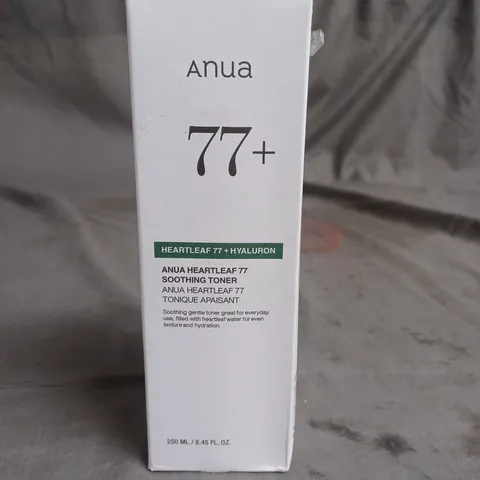 Anua
77+
HEARTLEAF 77 + HYALURON
ANUA HEARTLEAF 77
SOOTHING TONER
ANUA HEARTLEAF 77
TONIQUE APAISANT
Soothing gentle toner great for everyday
use, filled with heartleaf water for even
texture and hydration.
250 ML / 8.45 FL. OZ.